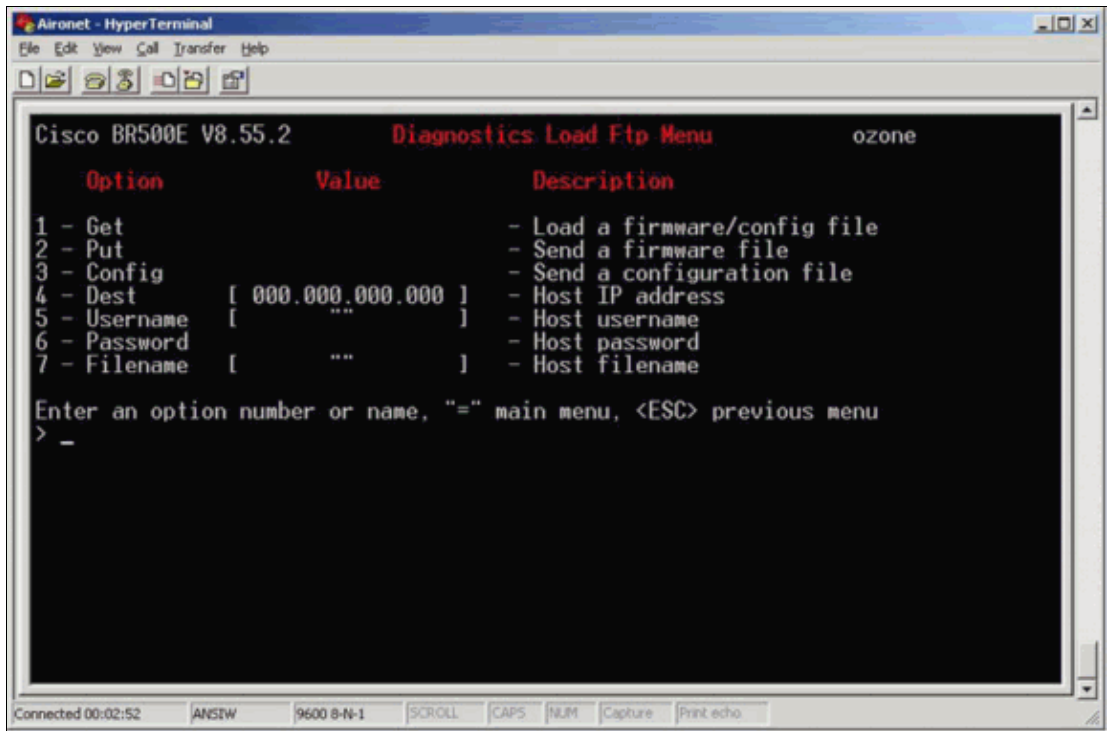 Aironet - HyperTerminal
File Edit View Call Transfer Help
Cisco BR500E V8.55.2 Diagnostics Load Ftp Menu ozone
Option Value Description
1 - Get - Load a firmware/config file
2 - Put - Send a firmware file
3 - Config - Send a configuration file
4 - Dest [ 000.000.000.000 ] - Host IP address
5 - Username [ "" ] - Host username
6 - Password - Host password
7 - Filename [ "" ] - Host filename
Enter an option number or name, "=" main menu, <ESC> previous menu
> _
Connected 00:02:52 ANSIW 9600 8-N-1 SCROLL CAPS NUM Capture Print echo